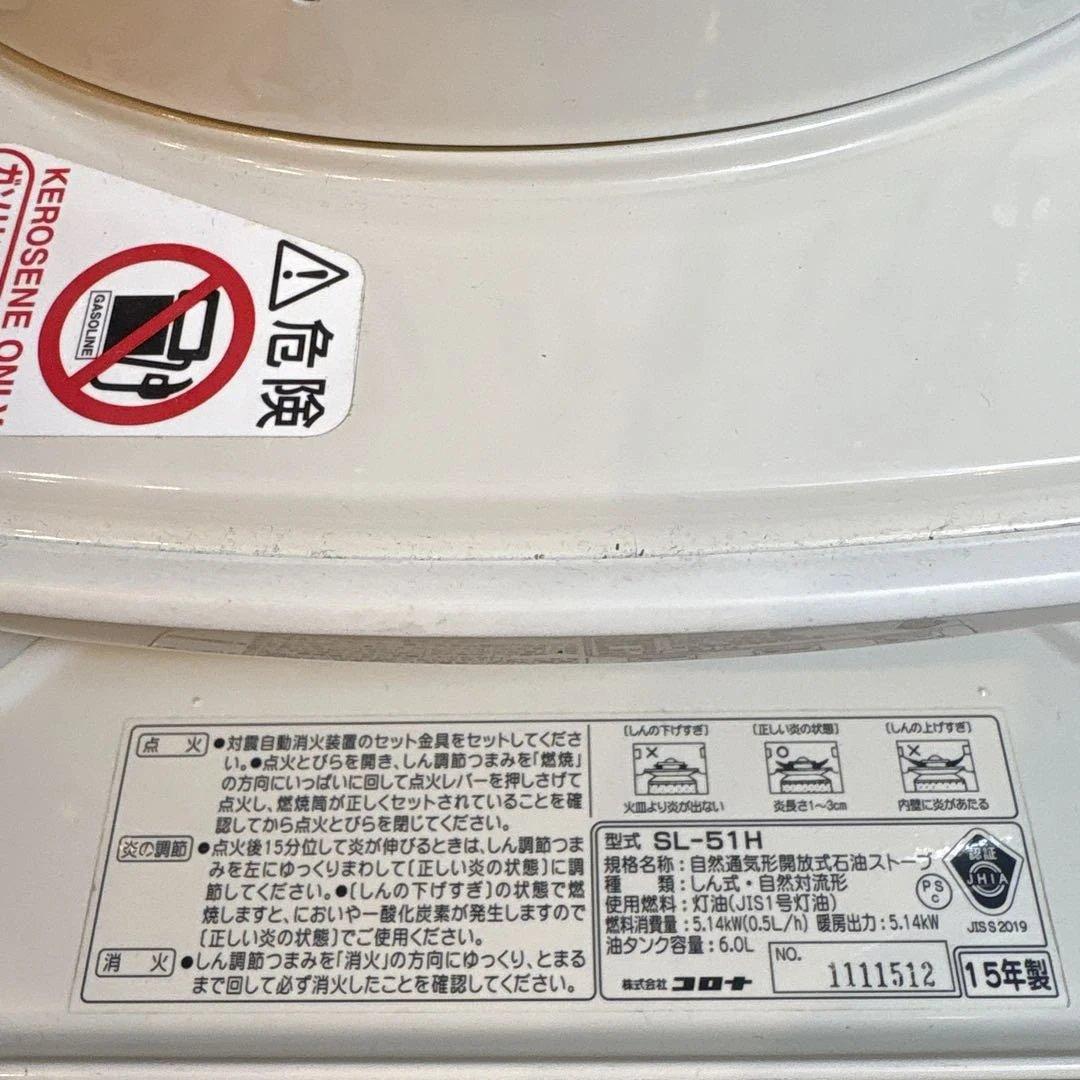 ⚠危険
GASOLINE
KEROSENE ONLY
点 火
●対震自動消火装置のセット金具をセットしてくださ
い。●点火とびらを開き、しん調節つまみを「燃焼」
の方向にいっぱいに回して点火レバーを押しさげて
点火し、燃焼筒が正しくセットされていることを確
認してから点火とびらを閉じてください。
炎の調節
●点火後15分位して炎が伸びるときは、しん調節つま
みを左にゆっくりまわして〔正しい炎の状態〕に調
節してください。●〔しんの下げすぎ〕の状態で燃
焼しますと、においや一酸化炭素が発生しますので
〔正しい炎の状態〕でご使用ください。
消 火
●しん調節つまみを「消火」の方向にゆっくり、とまる
まで回して必ず消火したことを確認してください。
〔しんの下げすぎ〕
火皿より炎が出ない
〔正しい炎の状態〕
炎長さ1~3cm
〔しんの上げすぎ〕
内壁に炎があたる
型式 SL-51H
規格名称:自然通気形開放式石油ストーブ
種 類:しん式・自然対流形
使用燃料:灯油(JIS1号灯油)
燃料消費量:5.14kW(0.5L/h) 暖房出力:5.14kW
油タンク容量:6.0L
株式会社 コロナ
NO.
1111512
15年製
PSC
認証
JHIA
JIS S 2019